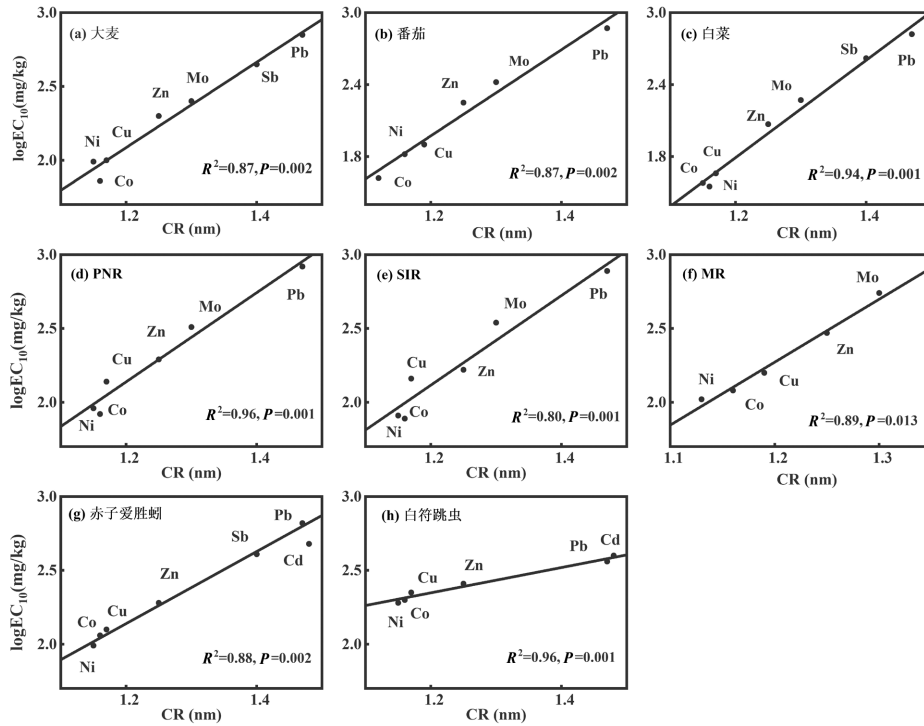 (a) 大麦
logEC10(mg/kg)
3.0
2.5
2.0
Ni
Cu
Co
Zn
Mo
Sb
Pb
R2=0.87, P=0.002
1.2
1.4
CR (nm)
(b) 番茄
3.0
2.4
1.8
Ni
Co
Cu
Zn
Mo
Pb
R2=0.87, P=0.002
1.2
1.4
CR (nm)
(c) 白菜
3.0
2.4
1.8
Co
Cu
Ni
Zn
Mo
Sb
Pb
R2=0.94, P=0.001
1.2
1.4
CR (nm)
(d) PNR
logEC10(mg/kg)
3.0
2.5
2.0
Cu
Ni
Co
Zn
Mo
Pb
R2=0.96, P=0.001
1.2
1.4
CR (nm)
(e) SIR
3.0
2.5
2.0
Cu
Ni
Co
Zn
Mo
Pb
R2=0.80, P=0.001
1.2
1.4
CR (nm)
(f) MR
3.0
2.5
2.0
Ni
Co
Cu
Zn
Mo
R2=0.89, P=0.013
1.1
1.2
1.3
CR (nm)
(g) 赤子爱胜蚓
logEC10(mg/kg)
3.0
2.5
2.0
Co
Cu
Ni
Zn
Sb
Pb
Cd
R2=0.88, P=0.002
1.2
1.4
CR (nm)
(h) 白符跳虫
3.0
2.5
2.0
Cu
Ni
Co
Zn
Pb
Cd
R2=0.96, P=0.001
1.2
1.4
CR (nm)